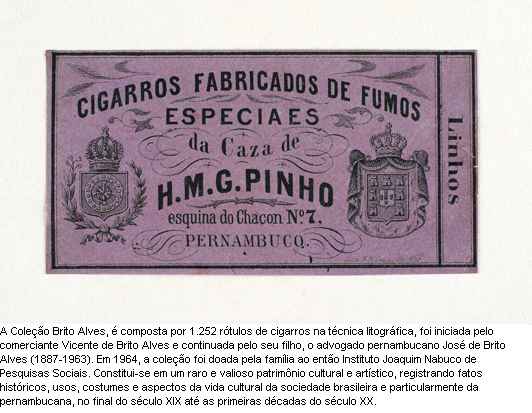 CIGARROS FABRICADOS DE FUMOS
ESPECIAES
da Caza de
H.M.G.PINHO
esquina do Chacon Nº7.
PERNAMBUCO.
Linhos
A Coleção Brito Alves, é composta por 1.252 rótulos de cigarros na técnica litográfica, foi iniciada pelo
comerciante Vicente de Brito Alves e continuada pelo seu filho, o advogado pernambucano José de Brito
Alves (1887-1963). Em 1964, a coleção foi doada pela família ao então Instituto Joaquim Nabuco de
Pesquisas Sociais. Constitui-se em um raro e valioso patrimônio cultural e artístico, registrando fatos
históricos, usos, costumes e aspectos da vida cultural da sociedade brasileira e particularmente da
pernambucana, no final do século XIX até as primeiras décadas do século XX.